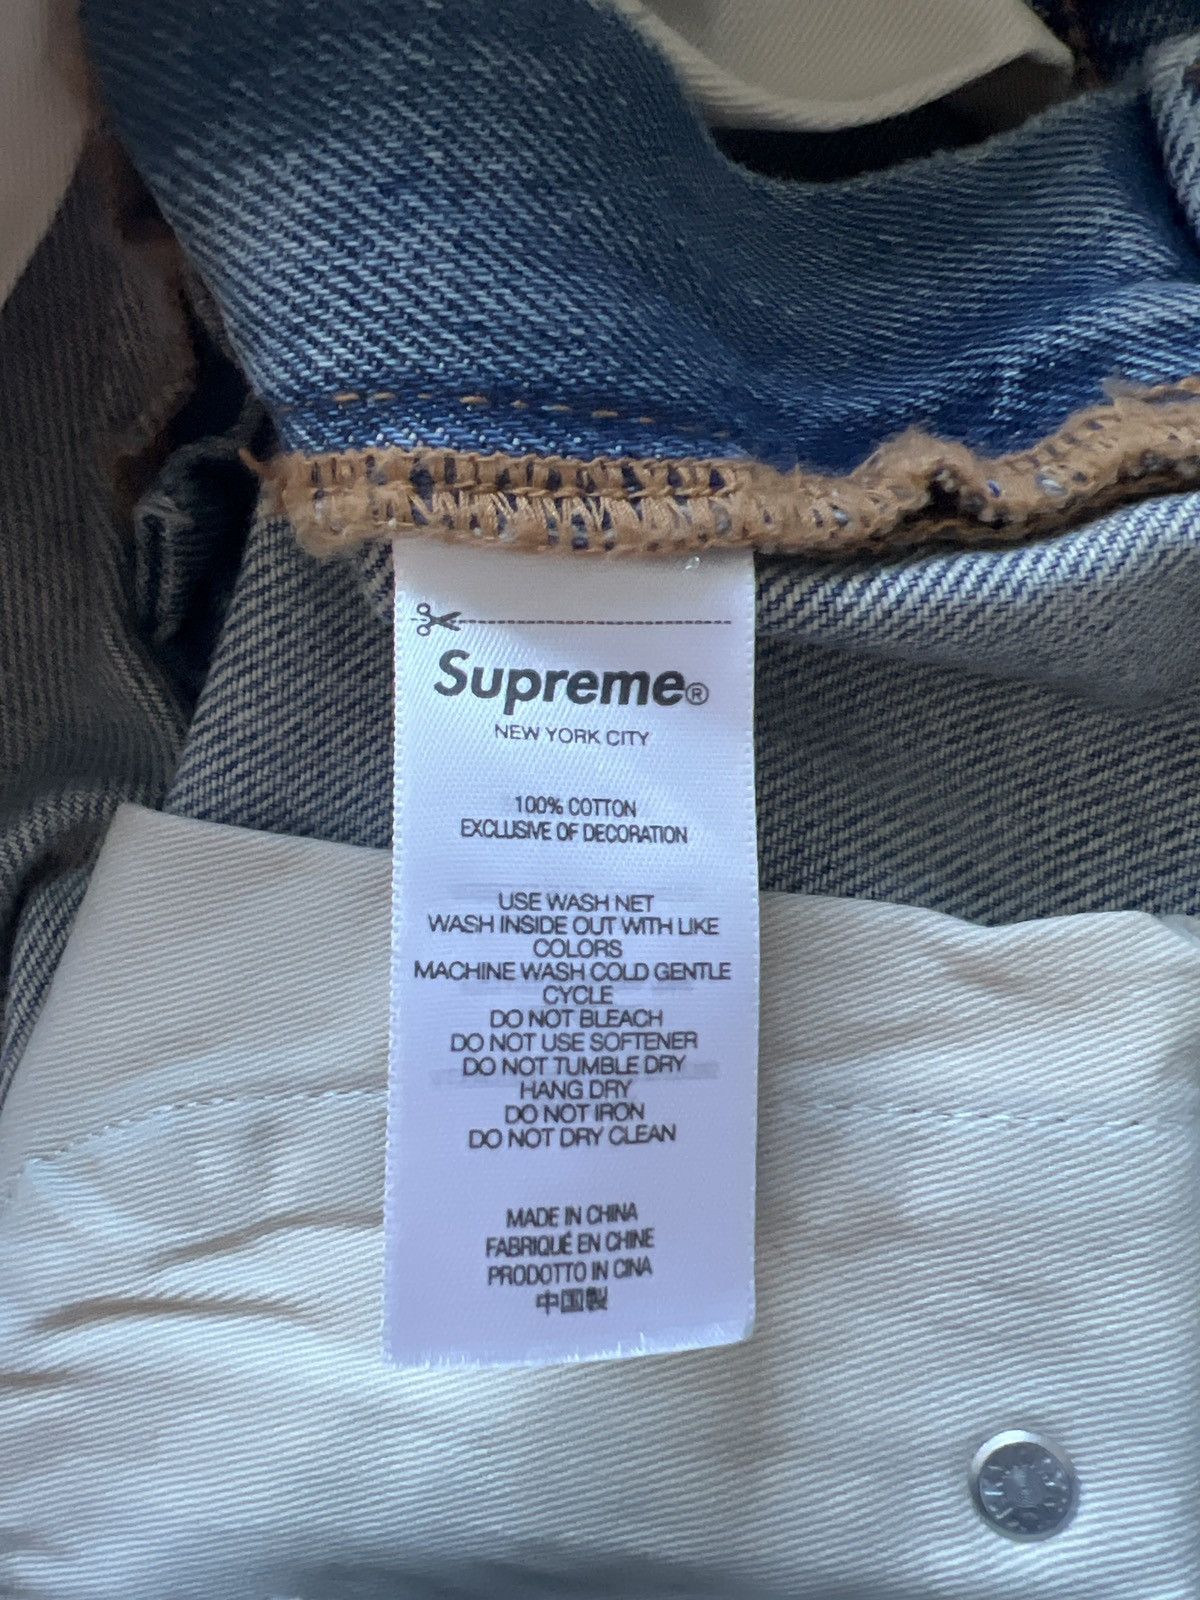 Supreme®
NEW YORK CITY
100% COTTON
EXCLUSIVE OF DECORATION
USE WASH NET
WASH INSIDE OUT WITH LIKE
COLORS
MACHINE WASH COLD GENTLE
CYCLE
DO NOT BLEACH
DO NOT USE SOFTENER
DO NOT TUMBLE DRY
HANG DRY
DO NOT IRON
DO NOT DRY CLEAN
MADE IN CHINA
FABRIQUÉ EN CHINE
PRODOTTO IN CINA
中国製